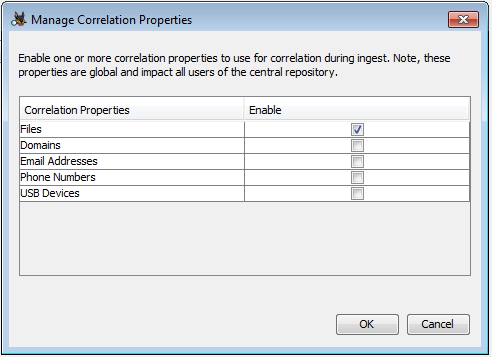 Manage Correlation Properties
Enable one or more correlation properties to use for correlation during ingest. Note, these
properties are global and impact all users of the central repository.
Correlation Properties Enable
Files
Domains
Email Addresses
Phone Numbers
USB Devices
OK Cancel